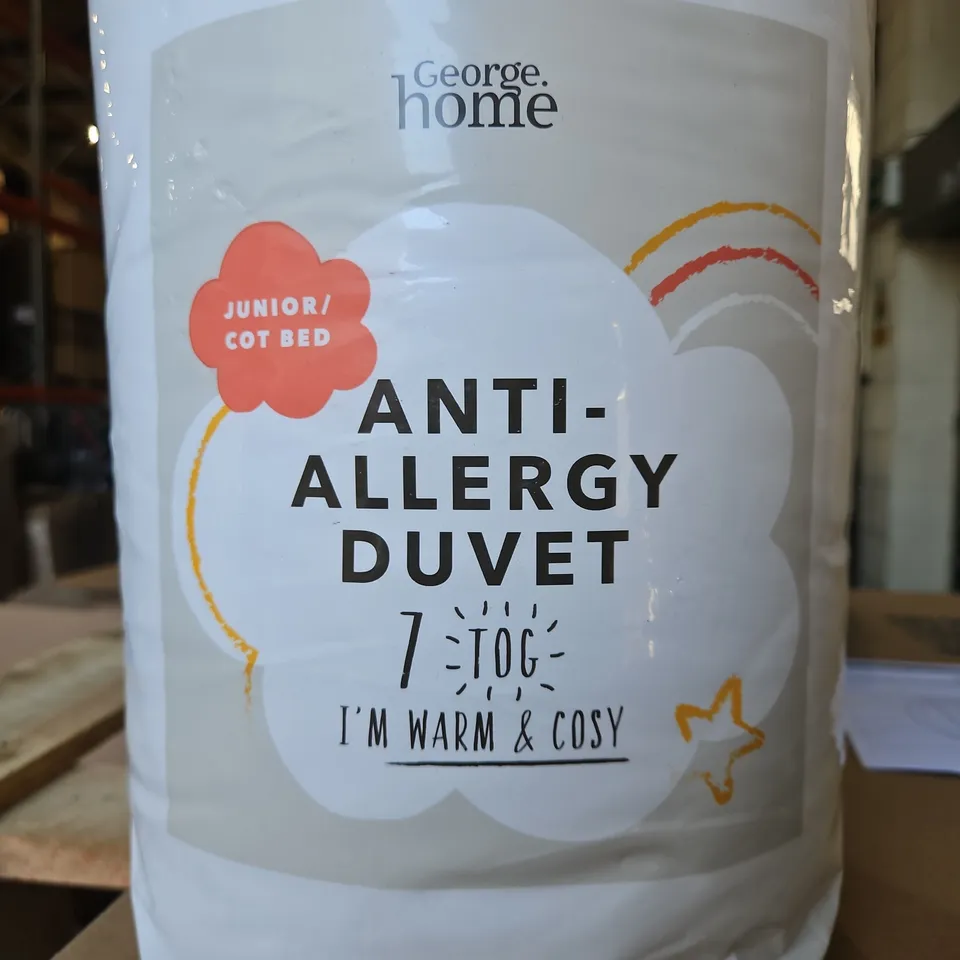 George.
home
JUNIOR/
COT BED
ANTI-
ALLERGY
DUVET
7 TOG
I'M WARM & COSY